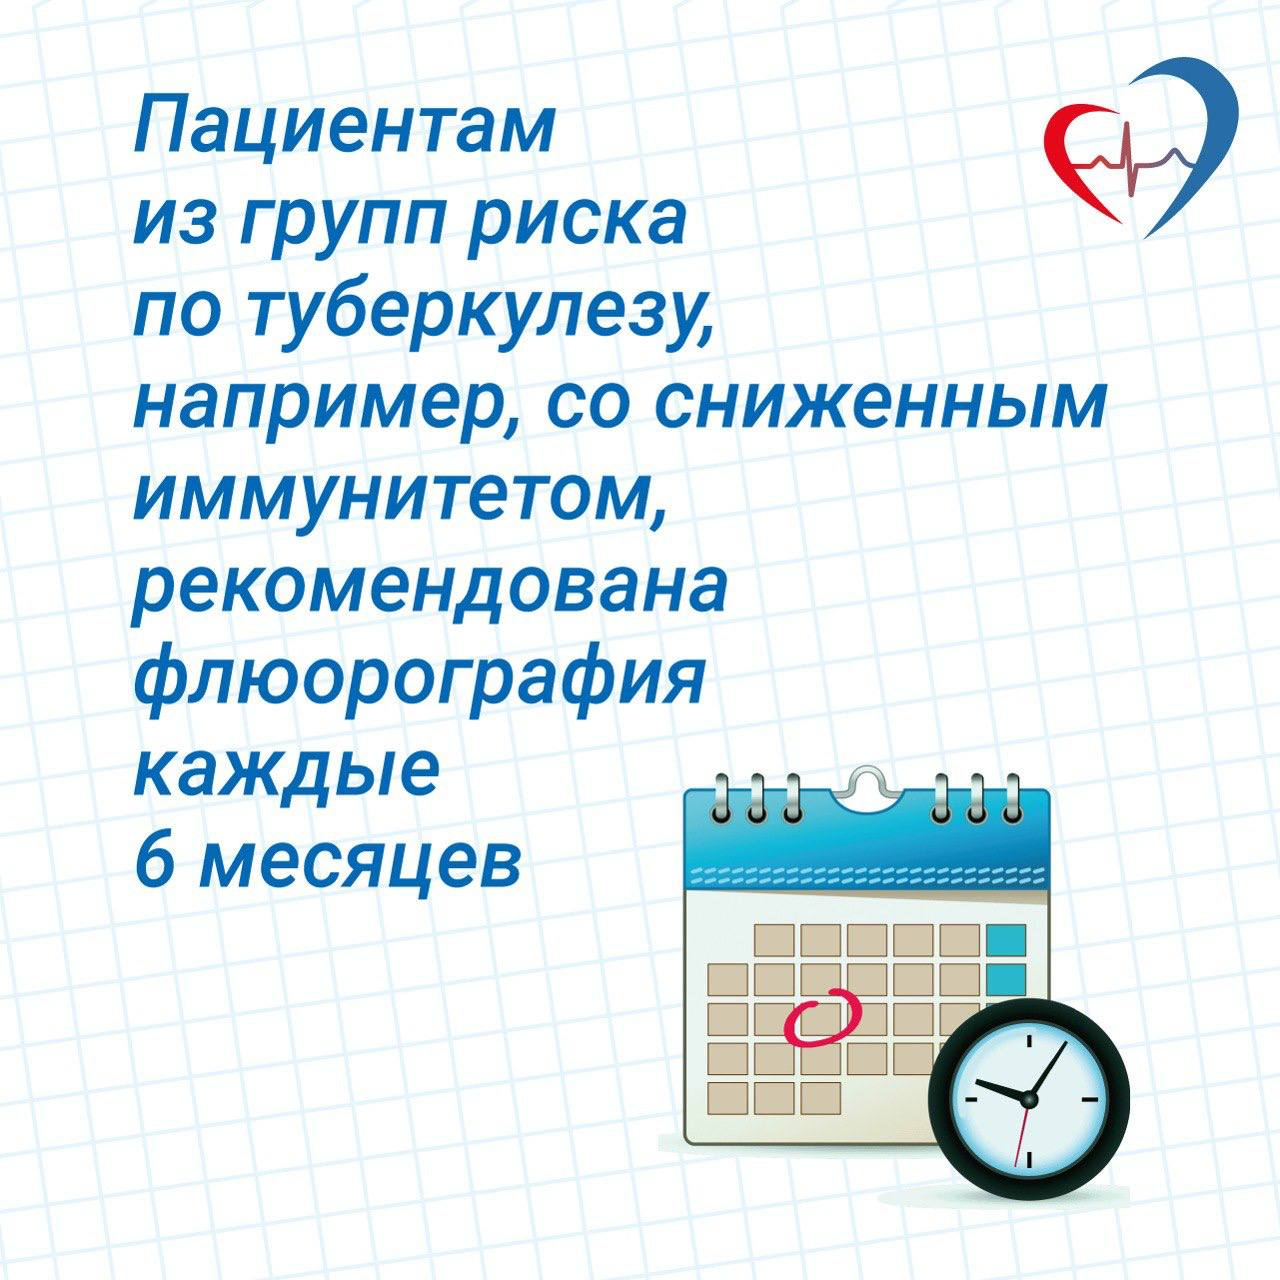 Пациентам
из групп риска
по туберкулезу,
например, со сниженным
иммунитетом,
рекомендована
флюорография
каждые
6 месяцев